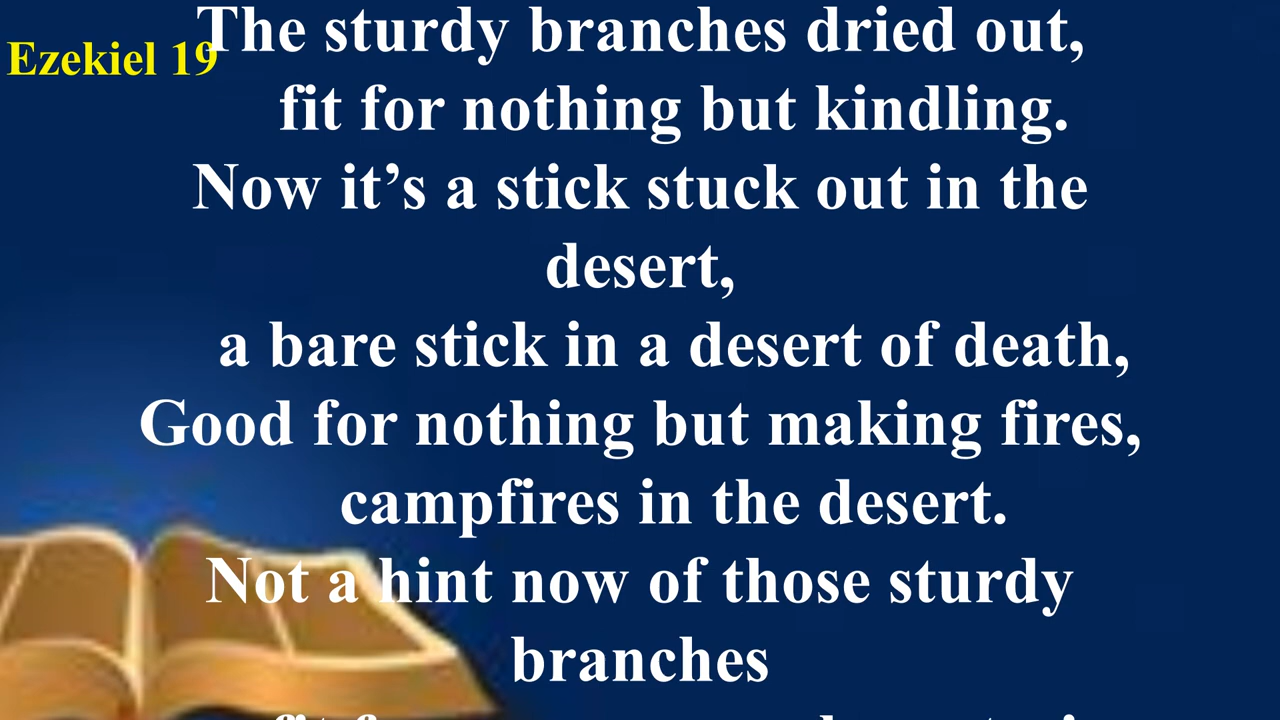 Ezekiel 19
The sturdy branches dried out,
fit for nothing but kindling.
Now it’s a stick stuck out in the
desert,
a bare stick in a desert of death,
Good for nothing but making fires,
campfires in the desert.
Not a hint now of those sturdy
branches